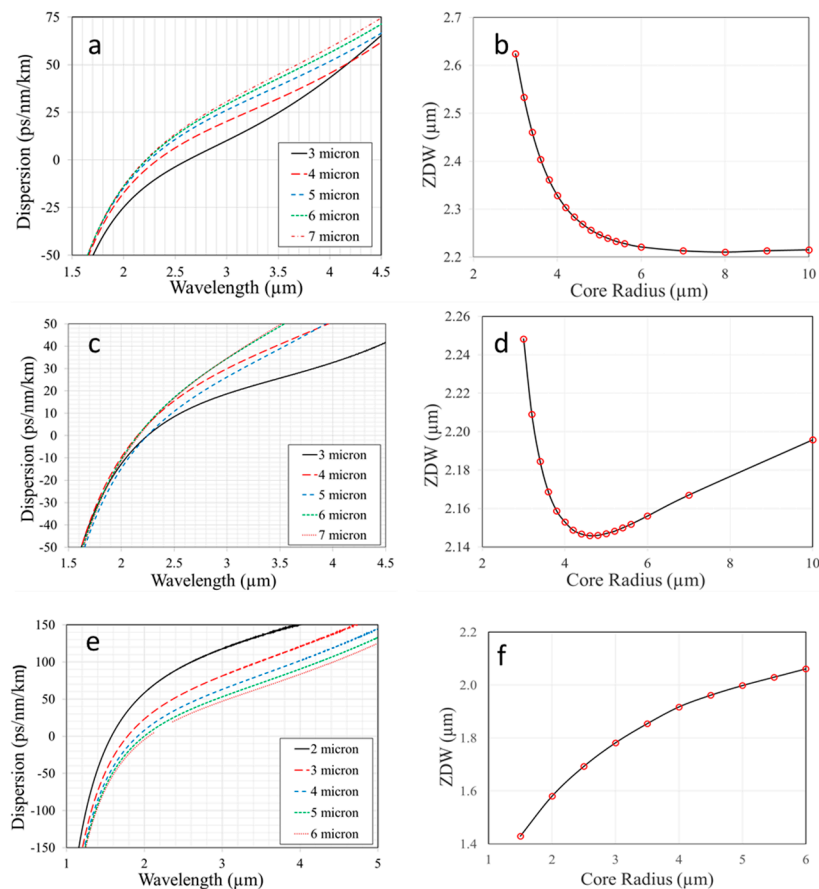 a
75
50
25
0
-25
-50
Dispersion (ps/nm/km)
3 micron
4 micron
5 micron
6 micron
7 micron
1.5 2 2.5 3 3.5 4 4.5
Wavelength (µm)
b
2.7
2.6
2.5
2.4
2.3
2.2
ZDW (µm)
2 4 6 8 10
Core Radius (µm)
c
50
40
30
20
10
0
-10
-20
-30
-40
-50
Dispersion (ps/nm/km)
3 micron
4 micron
5 micron
6 micron
7 micron
1.5 2 2.5 3 3.5 4 4.5
Wavelength (µm)
d
2.26
2.24
2.22
2.20
2.18
2.16
2.14
ZDW (µm)
2 4 6 8 10
Core Radius (µm)
e
150
100
50
0
-50
-100
-150
Dispersion (ps/nm/km)
2 micron
3 micron
4 micron
5 micron
6 micron
1 2 3 4 5
Wavelength (µm)
f
2.2
2.0
1.8
1.6
1.4
ZDW (µm)
1 2 3 4 5 6
Core Radius (µm)